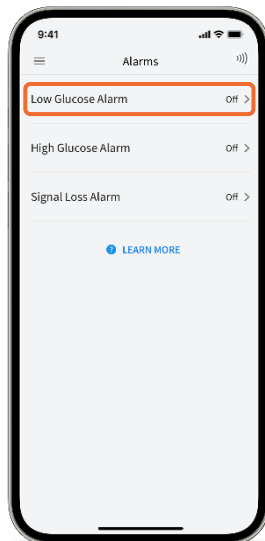 9:41
Alarms
Low Glucose Alarm Off
High Glucose Alarm Off
Signal Loss Alarm Off
? LEARN MORE